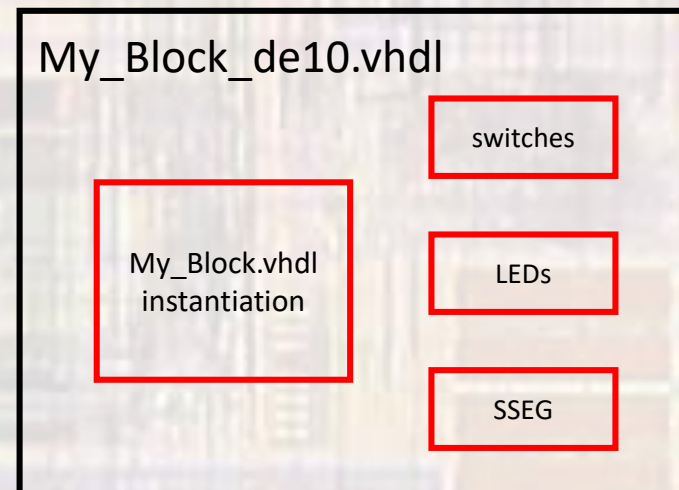 My_Block_de10.vhdl
switches
My_Block.vhdl
instantiation
LEDs
SSEG